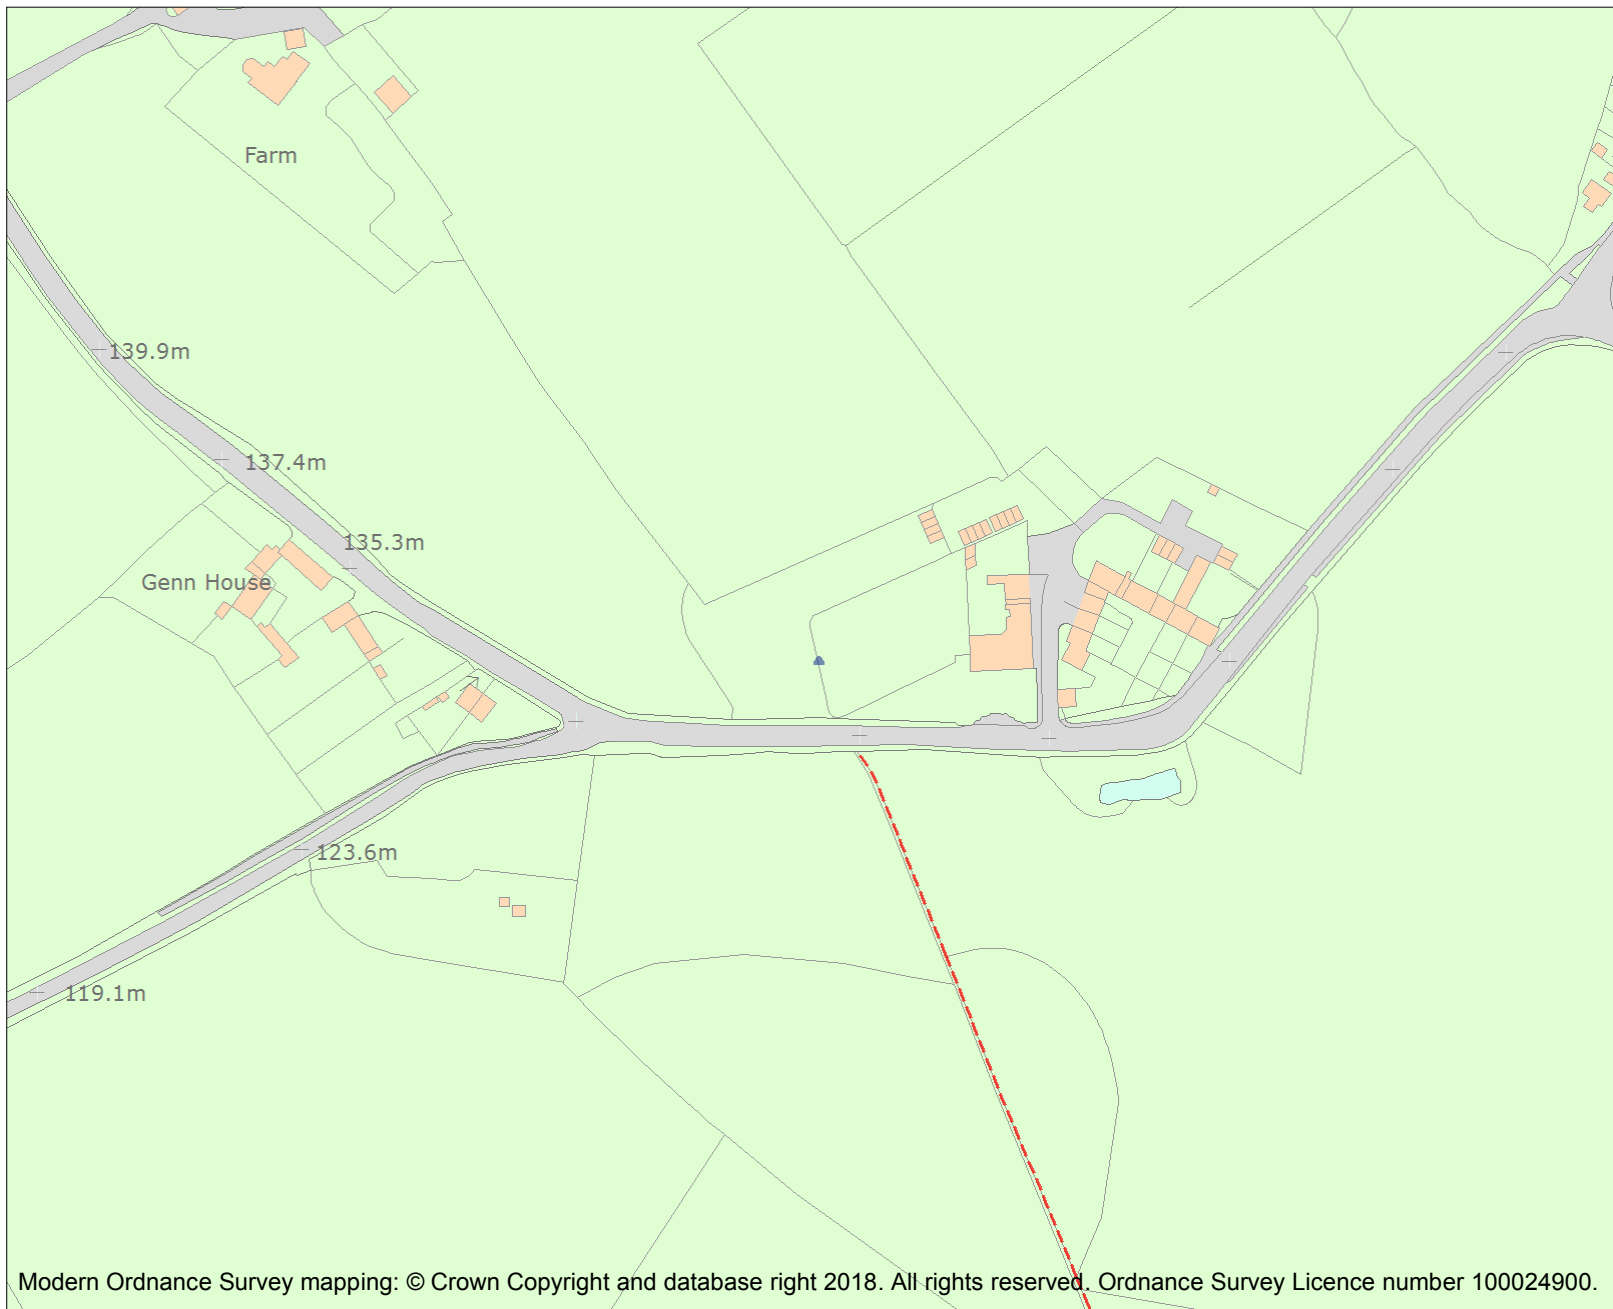 Farm
139.9m
137.4m
135.3m
Genn House
123.6m
119.1m
Modern Ordnance Survey mapping: © Crown Copyright and database right 2018. All rights reserved. Ordnance Survey Licence number 100024900.